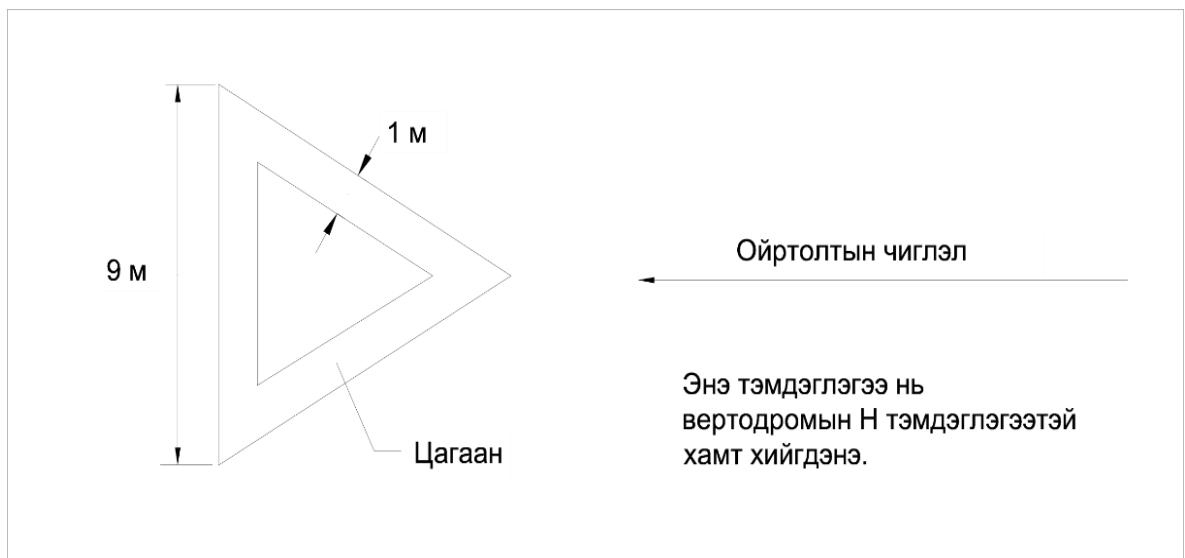 1 м
Ойртолтын чиглэл
9 м
Энэ тэмдэглэгээ нь
вертодромын Н тэмдэглэгээтэй
хамт хийгдэнэ.
Цагаан